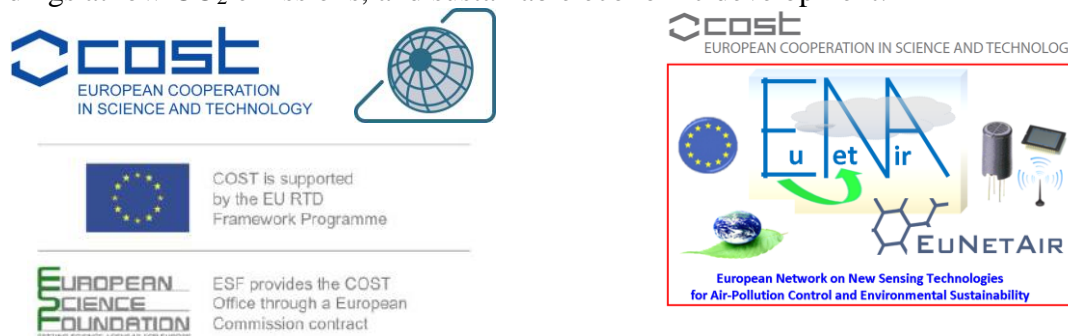 cost
EUROPEAN COOPERATION
IN SCIENCE AND TECHNOLOGY
COST is supported
by the EU RTD
Framework Programme
EUROPEAN
SCIENCE
FOUNDATION
ESF provides the COST
Office through a European
Commission contract
cost
EUROPEAN COOPERATION IN SCIENCE AND TECHNOLOG
ENA
u et ir
EUNETAIR
European Network on New Sensing Technologies
for Air-Pollution Control and Environmental Sustainability